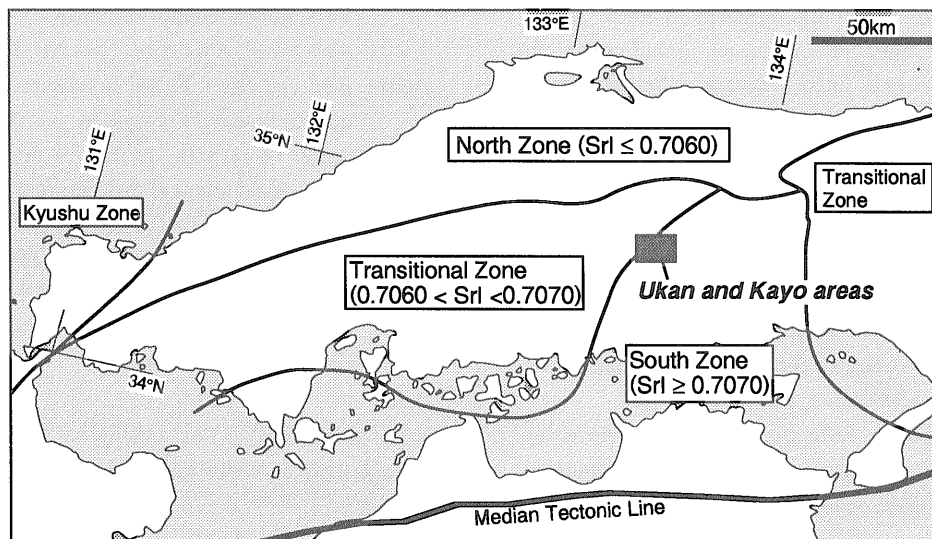 133°E
50km
134°E
131°E
132°E
35°N
North Zone (SrI ≤ 0.7060)
Transitional
Zone
Kyushu Zone
Transitional Zone
(0.7060 < SrI <0.7070)
Ukan and Kayo areas
South Zone
(SrI ≥ 0.7070)
34°N
Median Tectonic Line